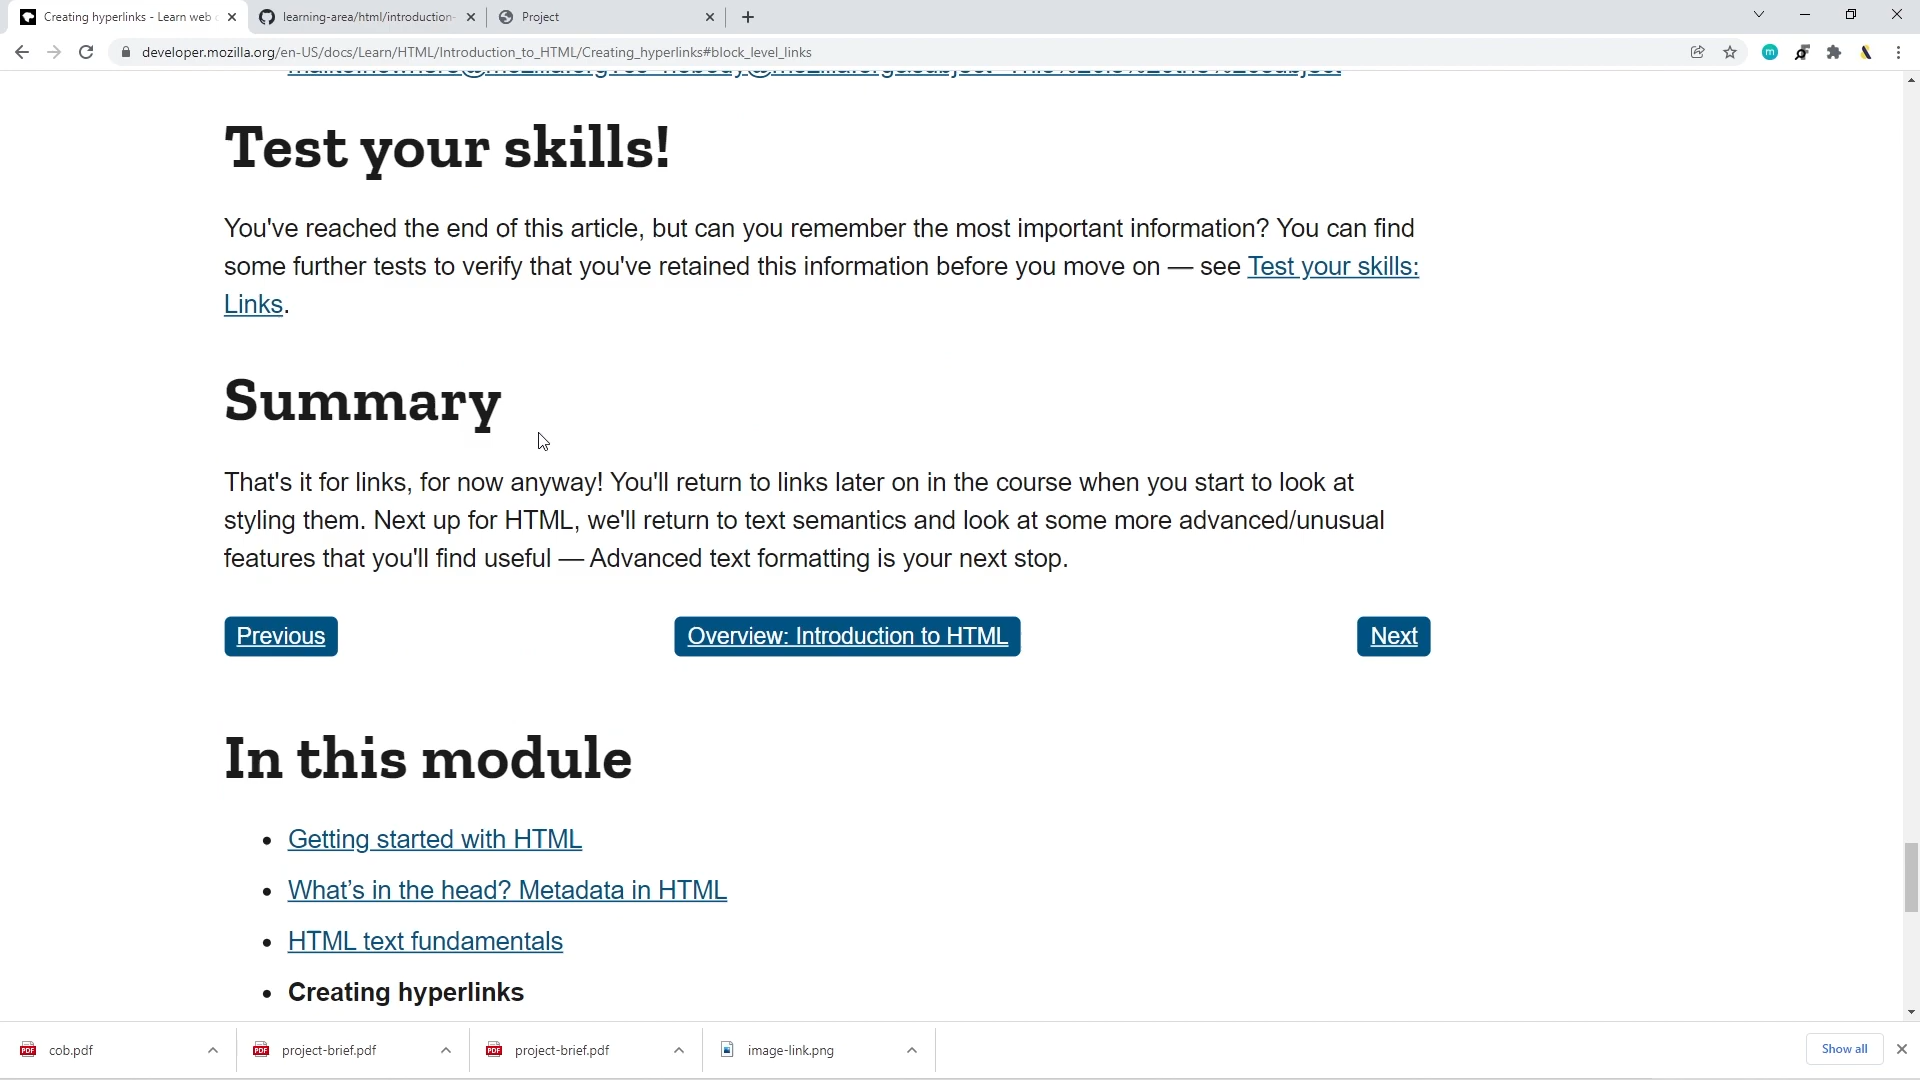 Creating hyperlinks - Learn web
learning-area/html/introduction-
Project
developer.mozilla.org/en-US/docs/Learn/HTML/Introduction_to_HTML/Creating_hyperlinks#block_level_links
m
Test your skills!
You've reached the end of this article, but can you remember the most important information? You can find
some further tests to verify that you've retained this information before you move on — see Test your skills:
Links.
Summary
That's it for links, for now anyway! You'll return to links later on in the course when you start to look at
styling them. Next up for HTML, we'll return to text semantics and look at some more advanced/unusual
features that you'll find useful — Advanced text formatting is your next stop.
Previous
Overview: Introduction to HTML
Next
In this module
Getting started with HTML
What's in the head? Metadata in HTML
HTML text fundamentals
Creating hyperlinks
PDF cob.pdf
PDF project-brief.pdf
PDF project-brief.pdf
image-link.png
Show all